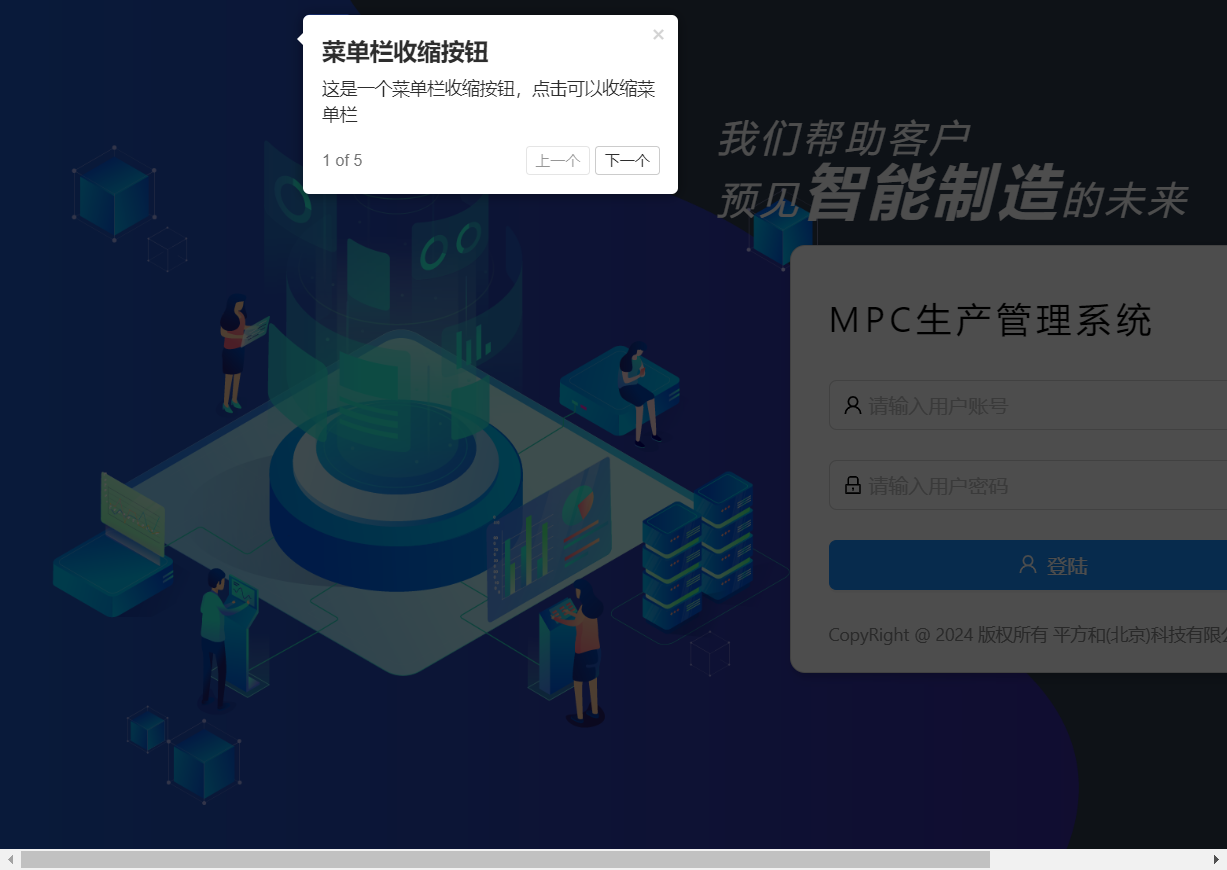 菜单栏收缩按钮
×
这是一个菜单栏收缩按钮，点击可以收缩菜
单栏
1 of 5
上一个
下一个
我们帮助客户
预见智能制造的未来
MPC生产管理系统
请输入用户账号
请输入用户密码
登陆
CopyRight @ 2024 版权所有 平方和(北京)科技有限